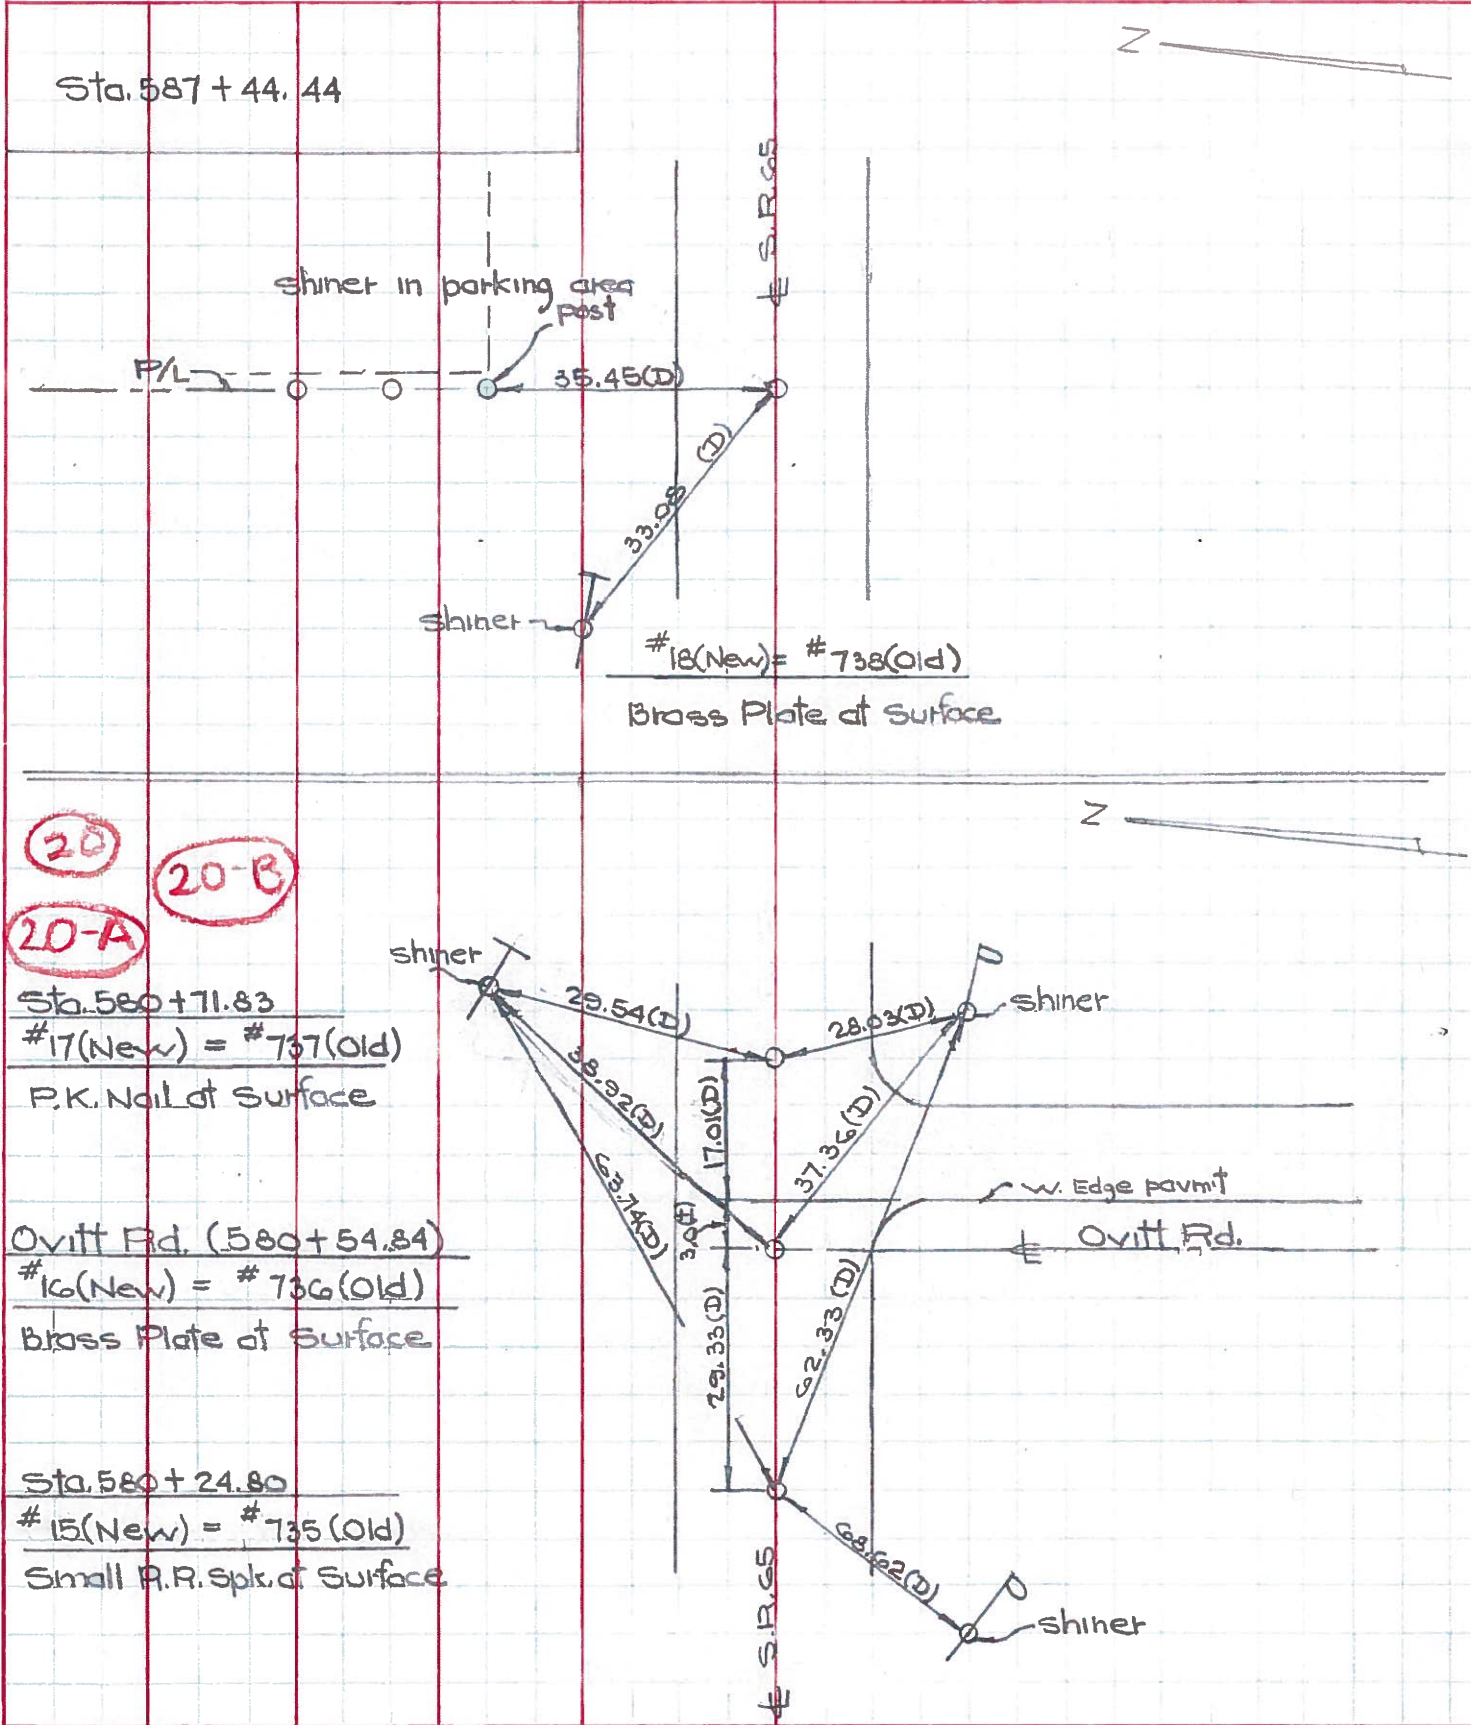 Z
Sta. 587 + 44.44
S.R. 65
shiner in parking area
post
P/L
35.45(D)
33.08 (D)
shiner
#18(New) = #738(Old)
Brass Plate at Surface
Z
20
20-B
20-A
shiner
29.54(D)
28.03(D)
shiner
Sta. 580+71.83
#17(New) = #737(Old)
P.K. Nail at Surface
38.92(D)
17.01(D)
37.36(D)
63.74(D)
W. Edge pavmt
3.0(±)
Ovitt Rd. (580+54.84)
℄ Ovitt Rd.
#16(New) = #736(Old)
Brass Plate at Surface
29.33(D)
62.33(D)
Sta. 580+24.80
#15(New) = #735(Old)
Small R.R. Spk. at Surface
68.62(D)
shiner
℄ S.R. 65